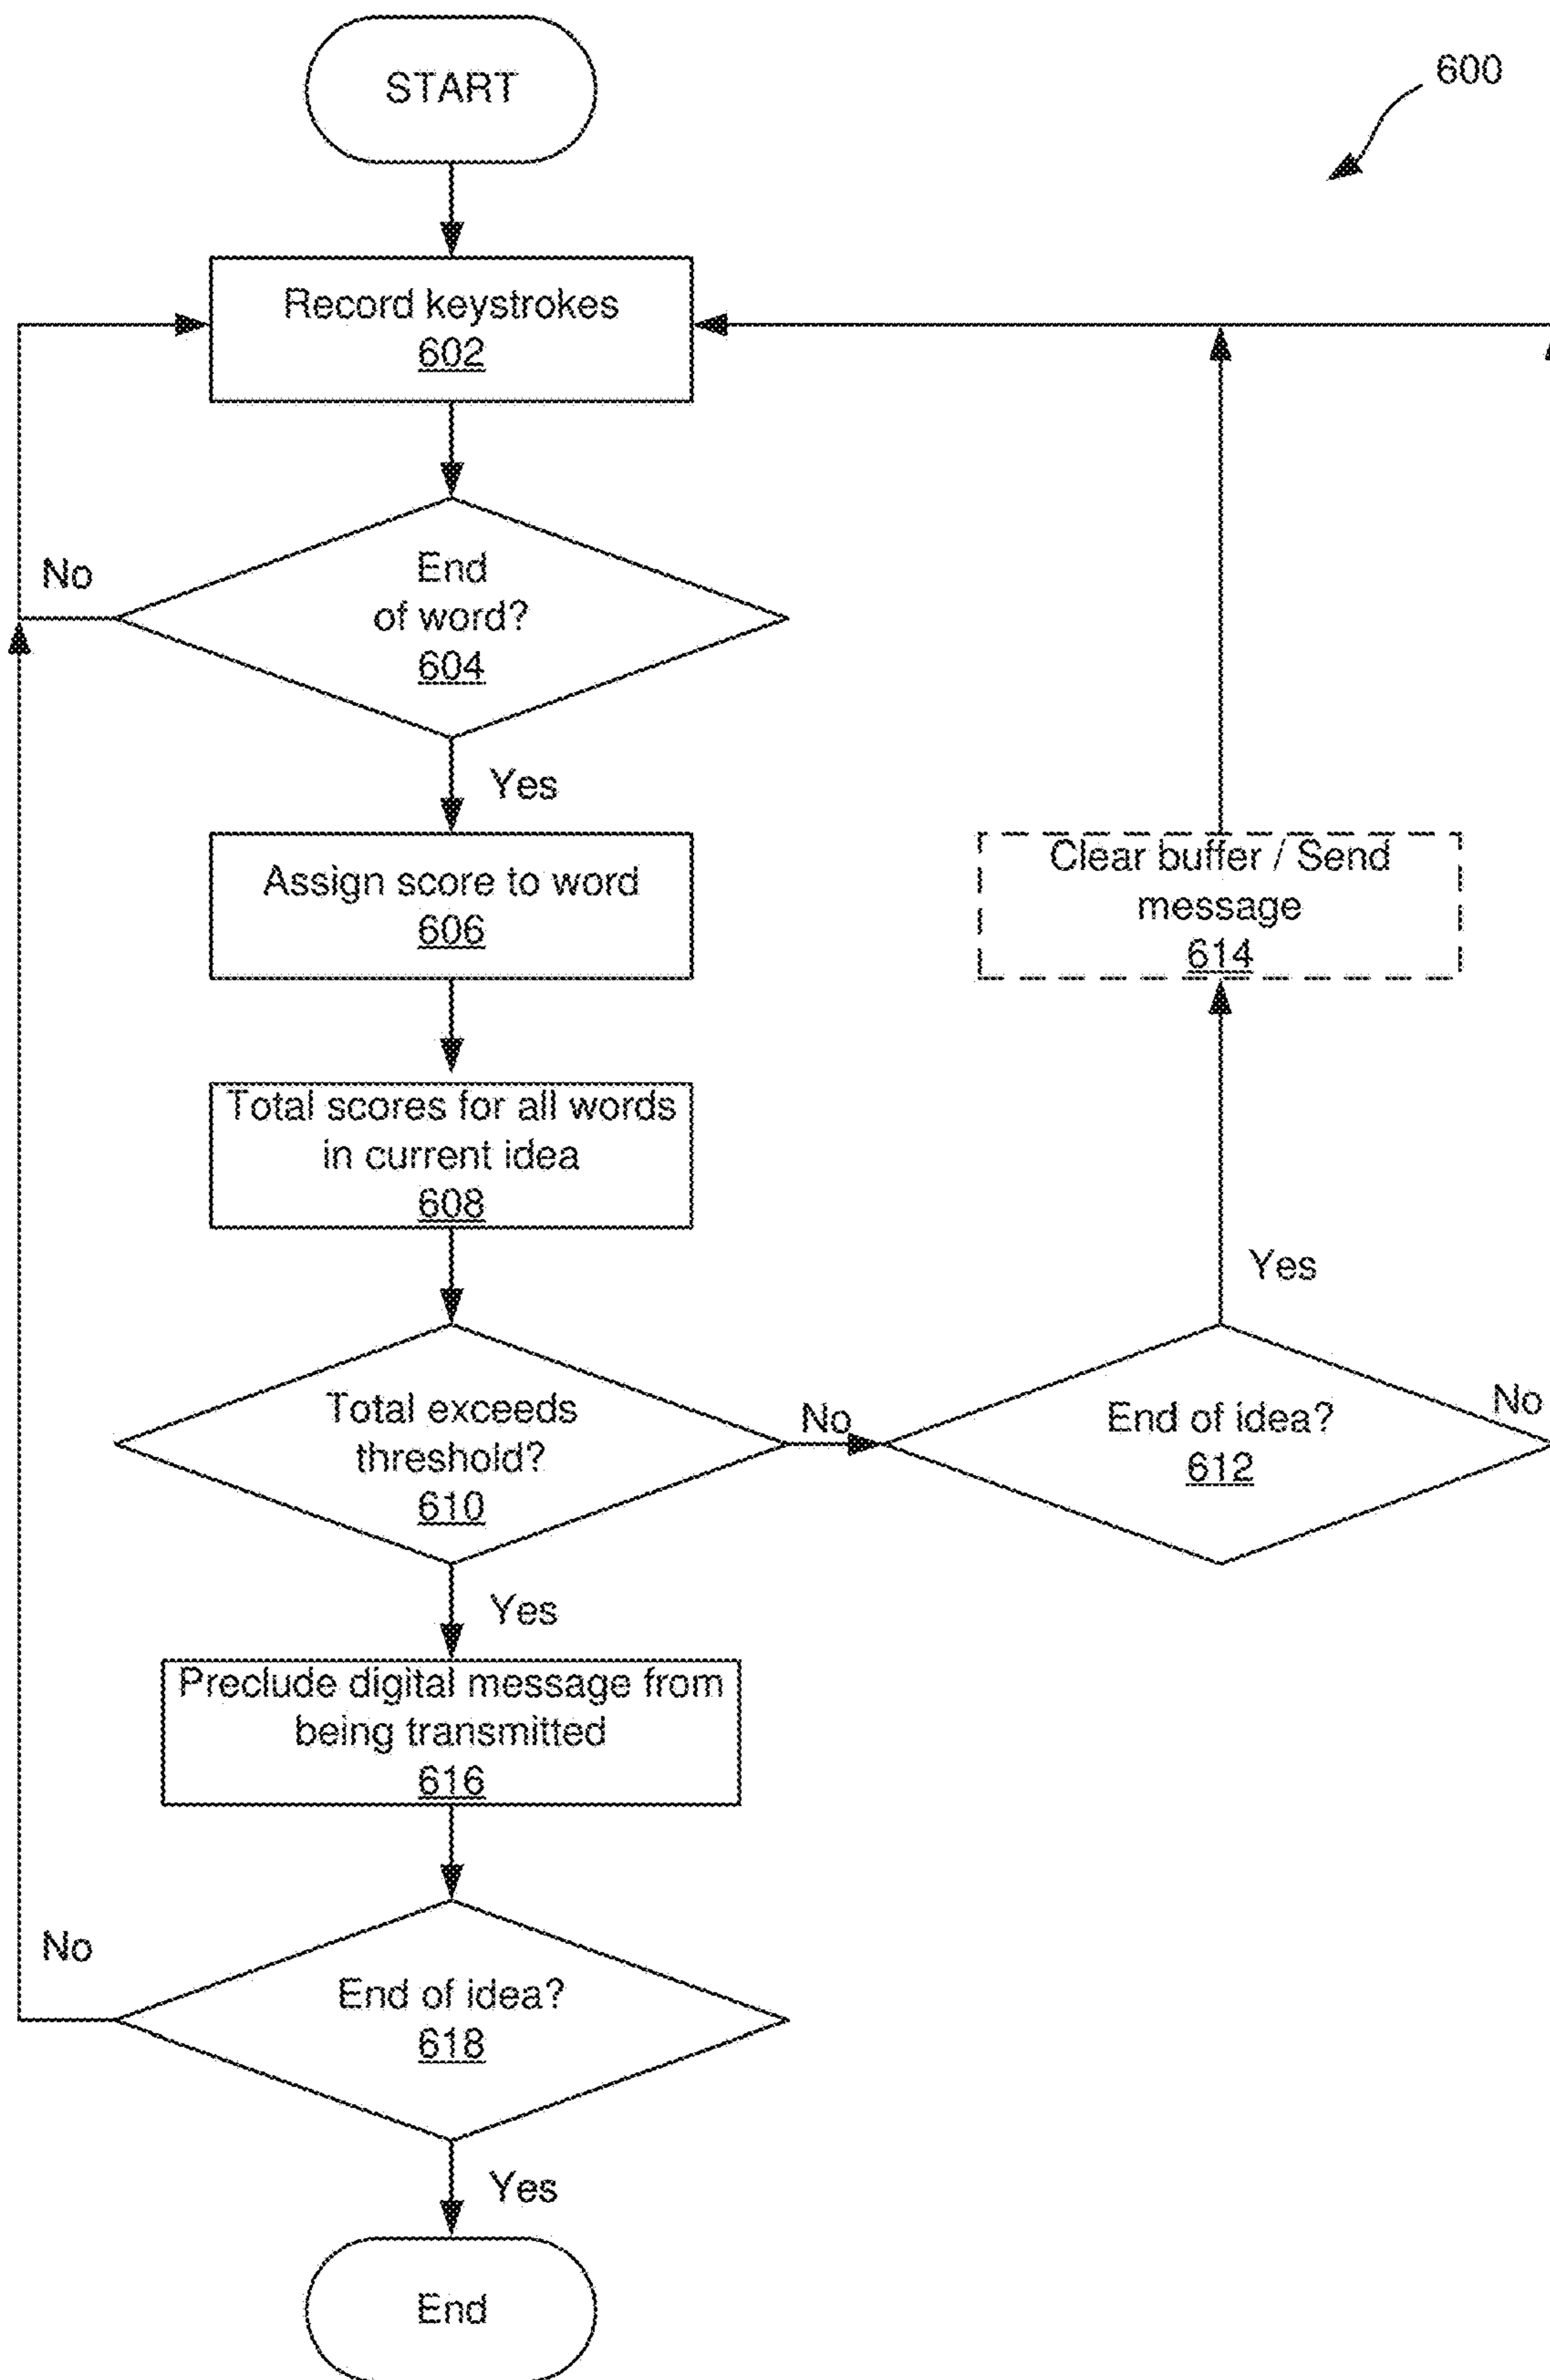 START
600
Record keystrokes
602
No
End
of word?
604
Yes
Assign score to word
606
Clear buffer / Send
message
614
Total scores for all words
in current idea
608
Yes
Total exceeds
threshold?
610
No
End of idea?
612
No
Yes
Preclude digital message from
being transmitted
616
No
End of idea?
618
Yes
End